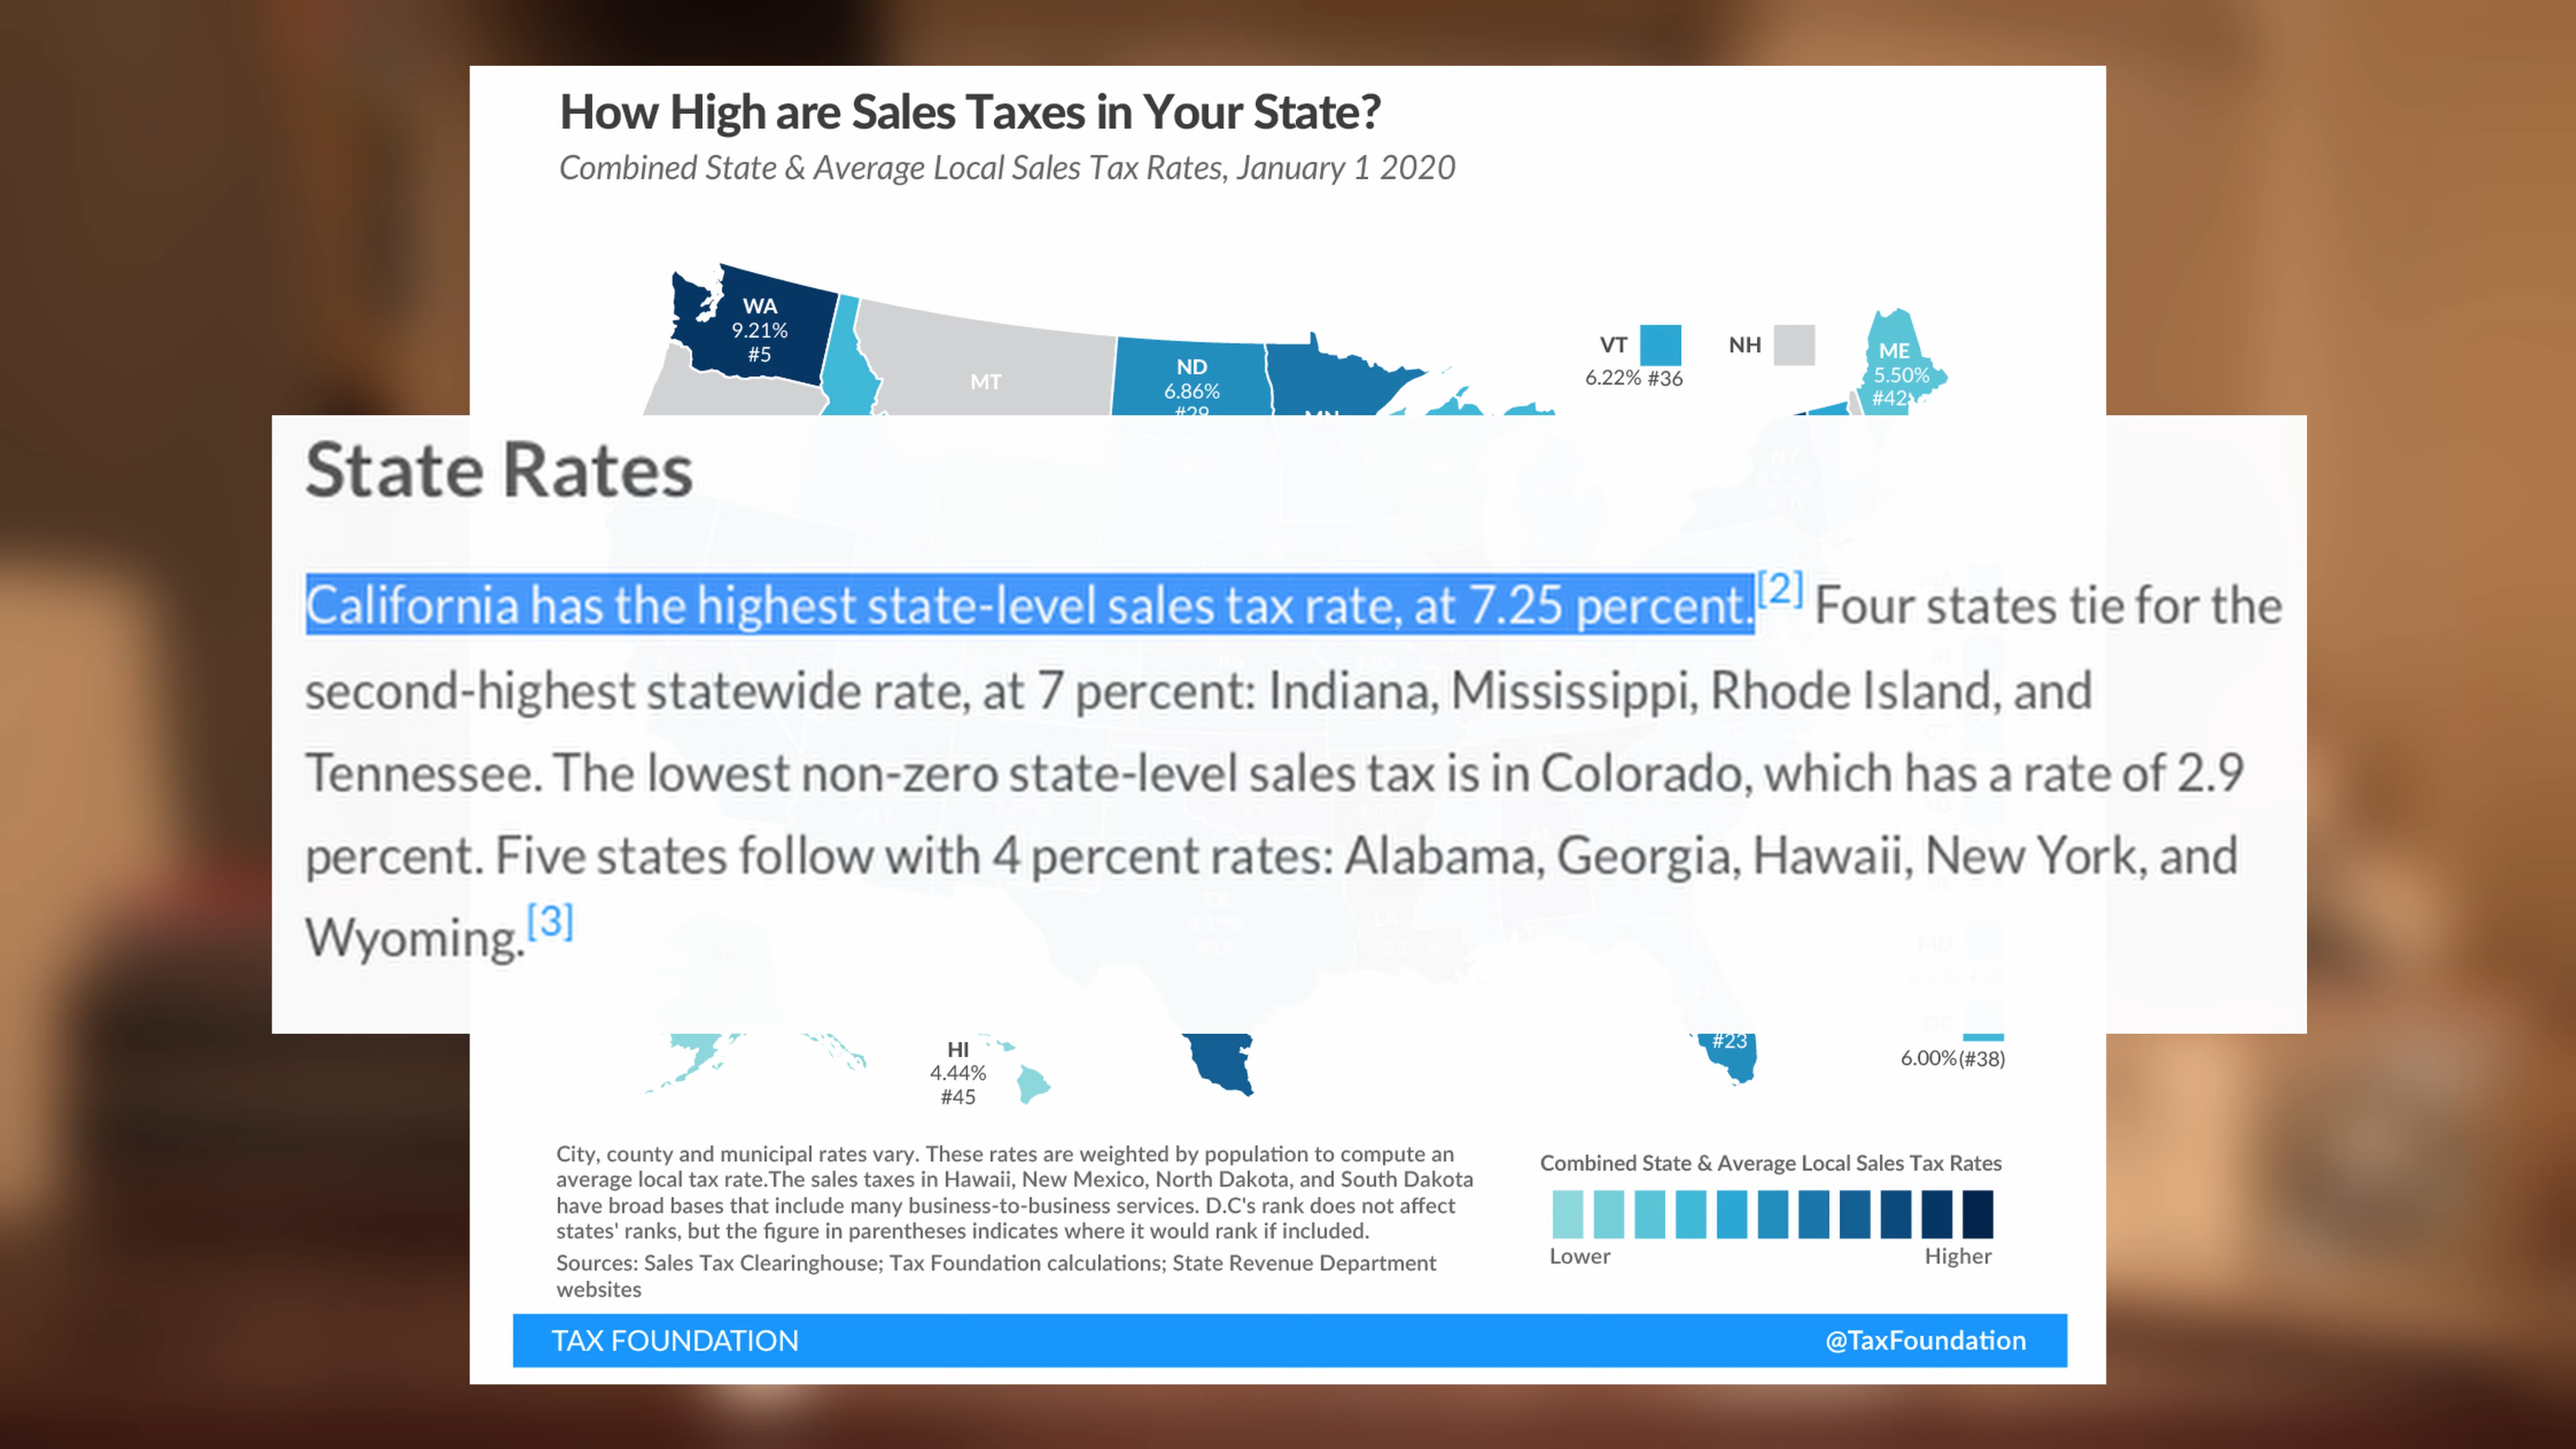 How High are Sales Taxes in Your State?
Combined State & Average Local Sales Tax Rates, January 1 2020
WA
9.21%
#5
MT
ND
6.86%
#29
MN
VT
6.22% #36
NH
ME
5.50%
#42
State Rates
California has the highest state-level sales tax rate, at 7.25 percent.[2] Four states tie for the
second-highest statewide rate, at 7 percent: Indiana, Mississippi, Rhode Island, and
Tennessee. The lowest non-zero state-level sales tax is in Colorado, which has a rate of 2.9
percent. Five states follow with 4 percent rates: Alabama, Georgia, Hawaii, New York, and
Wyoming.[3]
HI
4.44%
#45
#23
6.00%(#38)
City, county and municipal rates vary. These rates are weighted by population to compute an
average local tax rate.The sales taxes in Hawaii, New Mexico, North Dakota, and South Dakota
have broad bases that include many business-to-business services. D.C's rank does not affect
states' ranks, but the figure in parentheses indicates where it would rank if included.
Sources: Sales Tax Clearinghouse; Tax Foundation calculations; State Revenue Department
websites
Combined State & Average Local Sales Tax Rates
Lower
Higher
TAX FOUNDATION
@TaxFoundation